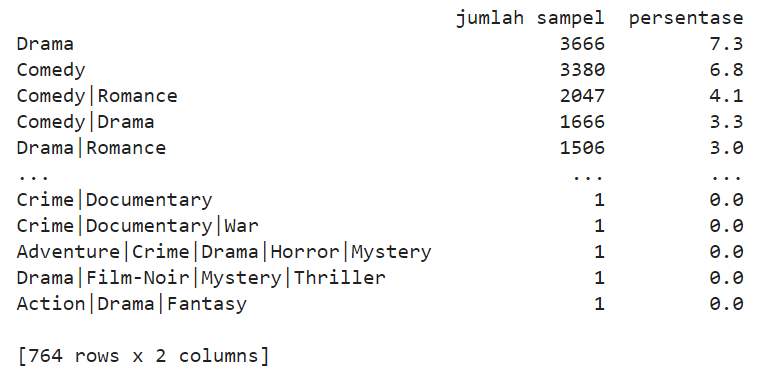 jumlah sampel persentase
Drama 3666 7.3
Comedy 3380 6.8
Comedy|Romance 2047 4.1
Comedy|Drama 1666 3.3
Drama|Romance 1506 3.0
... ... ...
Crime|Documentary 1 0.0
Crime|Documentary|War 1 0.0
Adventure|Crime|Drama|Horror|Mystery 1 0.0
Drama|Film-Noir|Mystery|Thriller 1 0.0
Action|Drama|Fantasy 1 0.0
[764 rows x 2 columns]